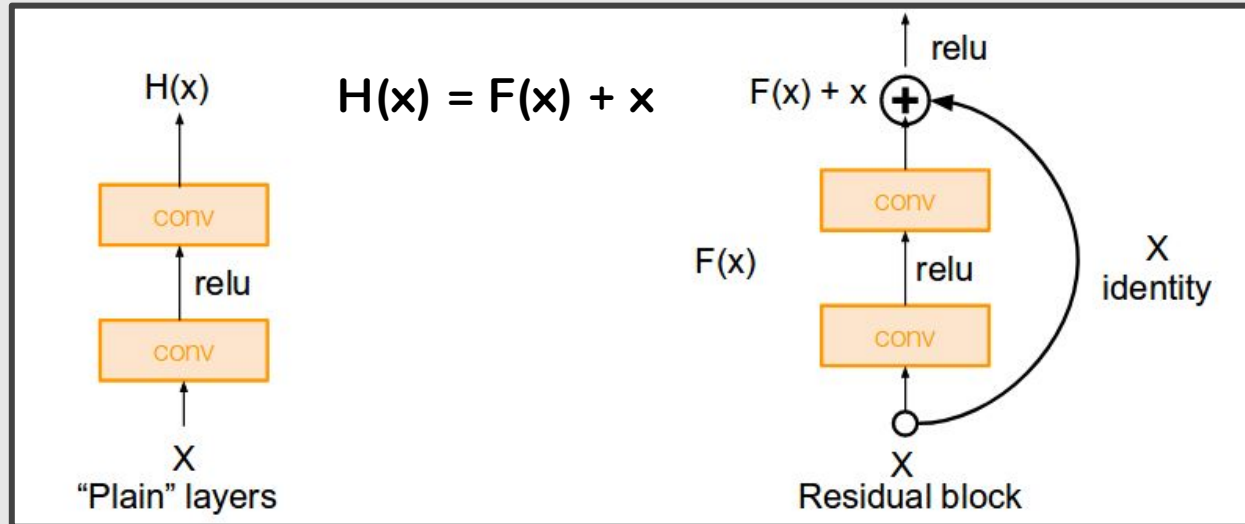 H(x)
conv
relu
conv
X
“Plain” layers
H(x) = F(x) + x
relu
F(x) + x
+
conv
F(x)
relu
X
identity
conv
X
Residual block